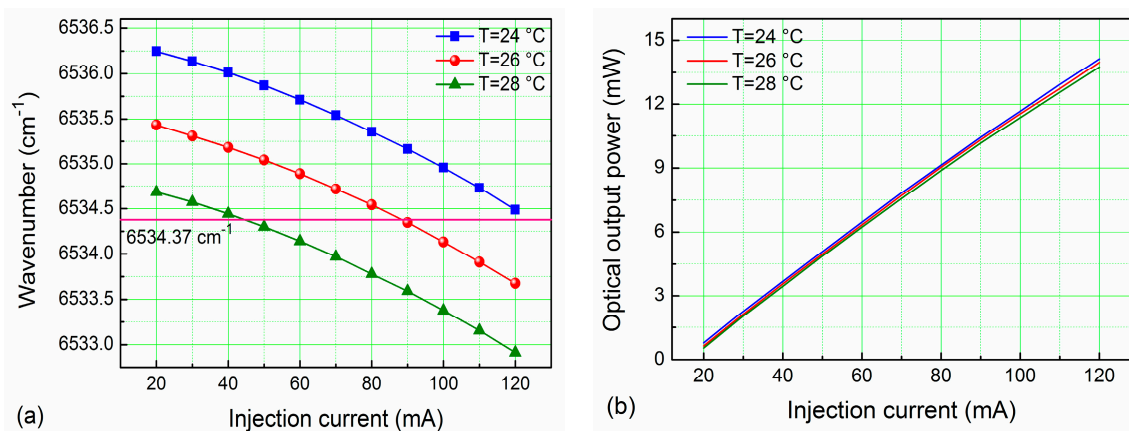 6536.5
6536.0
6535.5
6535.0
6534.5
6534.0
6533.5
6533.0
Wavenumber (cm⁻¹)
T=24 °C
T=26 °C
T=28 °C
6534.37 cm⁻¹
20 40 60 80 100 120
Injection current (mA)
(a)
15
12
9
6
3
0
Optical output power (mW)
T=24 °C
T=26 °C
T=28 °C
20 40 60 80 100 120
Injection current (mA)
(b)